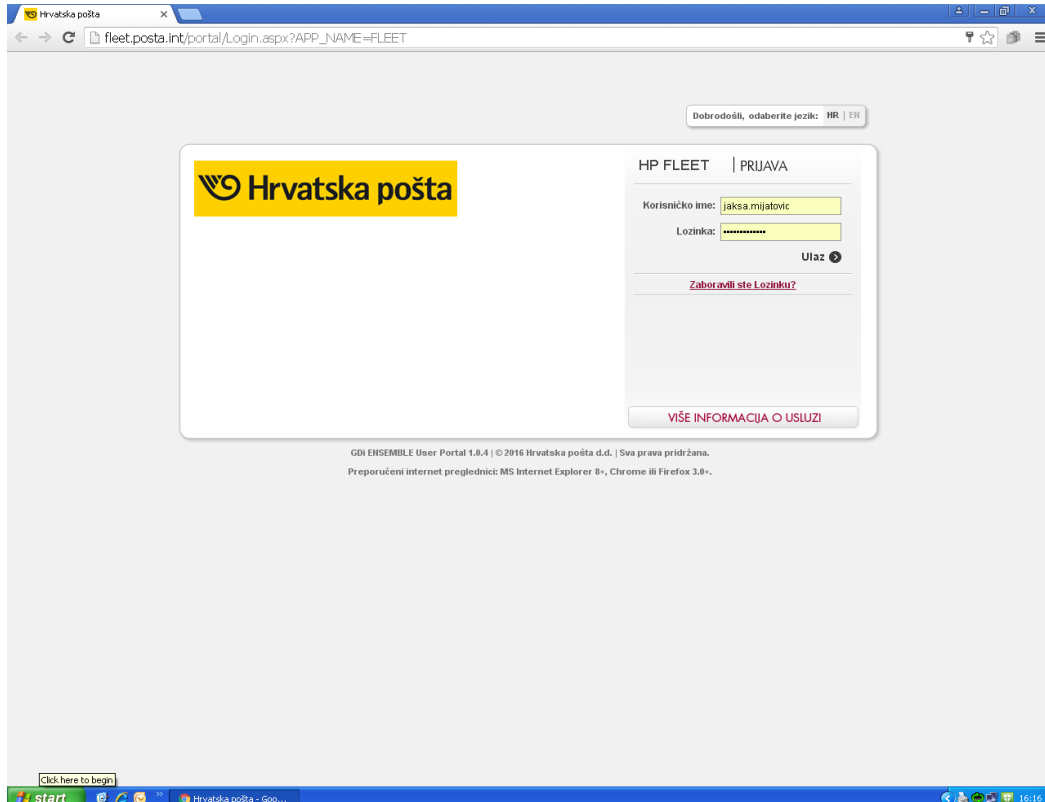 Hrvatska pošta
fleet.posta.int/portal/Login.aspx?APP_NAME=FLEET
Dobrodošli, odaberite jezik: HR | EN
Hrvatska pošta
HP FLEET | PRIJAVA
Korisničko ime: jaksa.mijatovic
Lozinka: •••••••••••••
Ulaz
Zaboravili ste Lozinku?
VIŠE INFORMACIJA O USLUZI
GDi ENSEMBLE User Portal 1.0.4 | © 2016 Hrvatska pošta d.d. | Sva prava pridržana.
Preporučeni internet preglednici: MS Internet Explorer 8+, Chrome ili Firefox 3.0+.
Click here to begin
start
Hrvatska pošta - Goo...
16:16